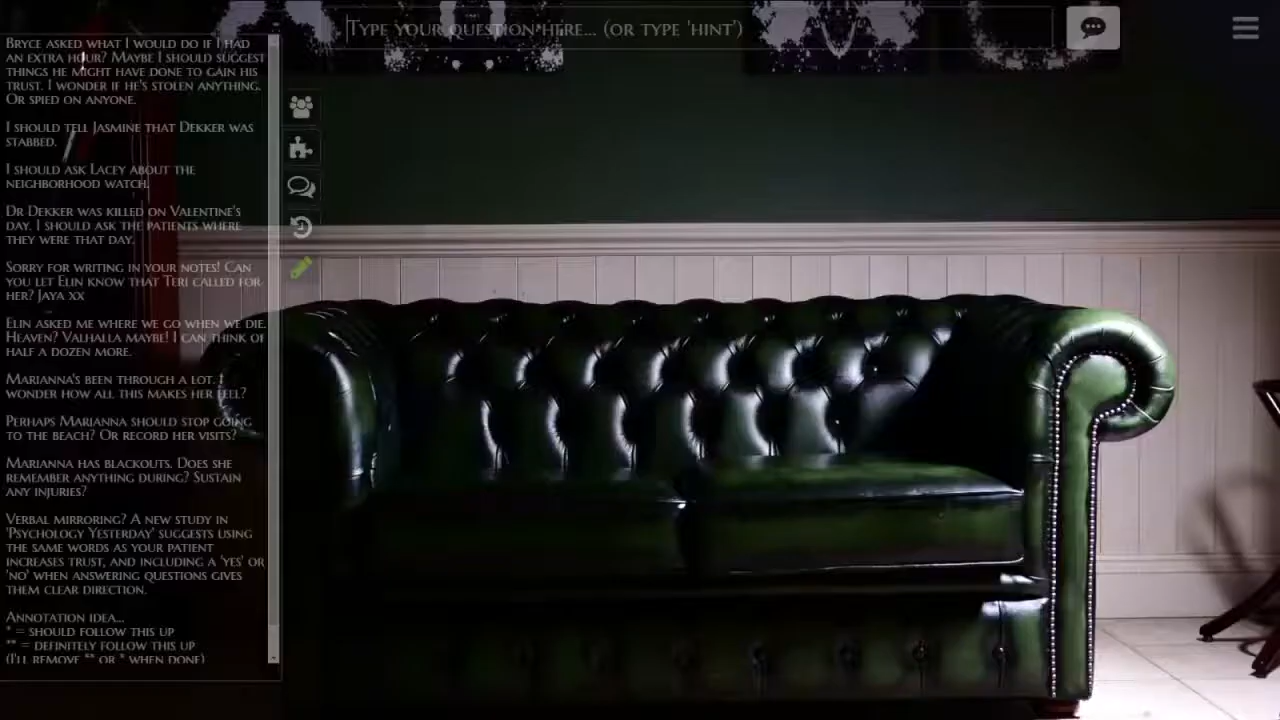 Type your question here... (or type 'hint')
Bryce asked what I would do if I had
an extra hour? Maybe I should suggest
things he might have done to gain his
trust. I wonder if he's stolen anything.
Or spied on anyone.
I should tell Jasmine that Dekker was
stabbed.
I should ask Lacey about the
neighborhood watch.
Dr Dekker was killed on Valentine's
day. I should ask the patients where
they were that day.
Sorry for writing in your notes! Can
you let Elin know that Teri called for
her? Jaya xx
Elin asked me where we go when we die.
Heaven? Valhalla maybe! I can think of
half a dozen more.
Marianna's been through a lot. I
wonder how all this makes her feel?
Perhaps Marianna should stop going
to the beach? Or record her visits?
Marianna has blackouts. Does she
remember anything during? Sustain
any injuries?
Verbal mirroring? A new study in
'Psychology Yesterday' suggests using
the same words as your patient
increases trust, and including a 'yes' or
'no' when answering questions gives
them clear direction.
Annotation idea...
* = should follow this up
** = definitely follow this up
(I'll remove ** or * when done)